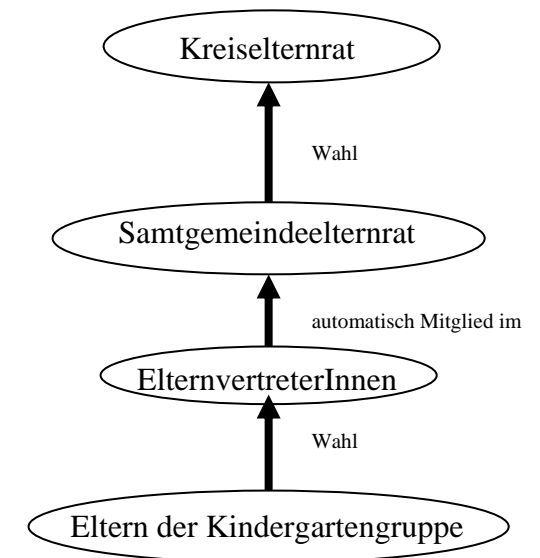 Kreiselternrat
Wahl
Samtgemeindeelternrat
automatisch Mitglied im
ElternvertreterInnen
Wahl
Eltern der Kindergartengruppe